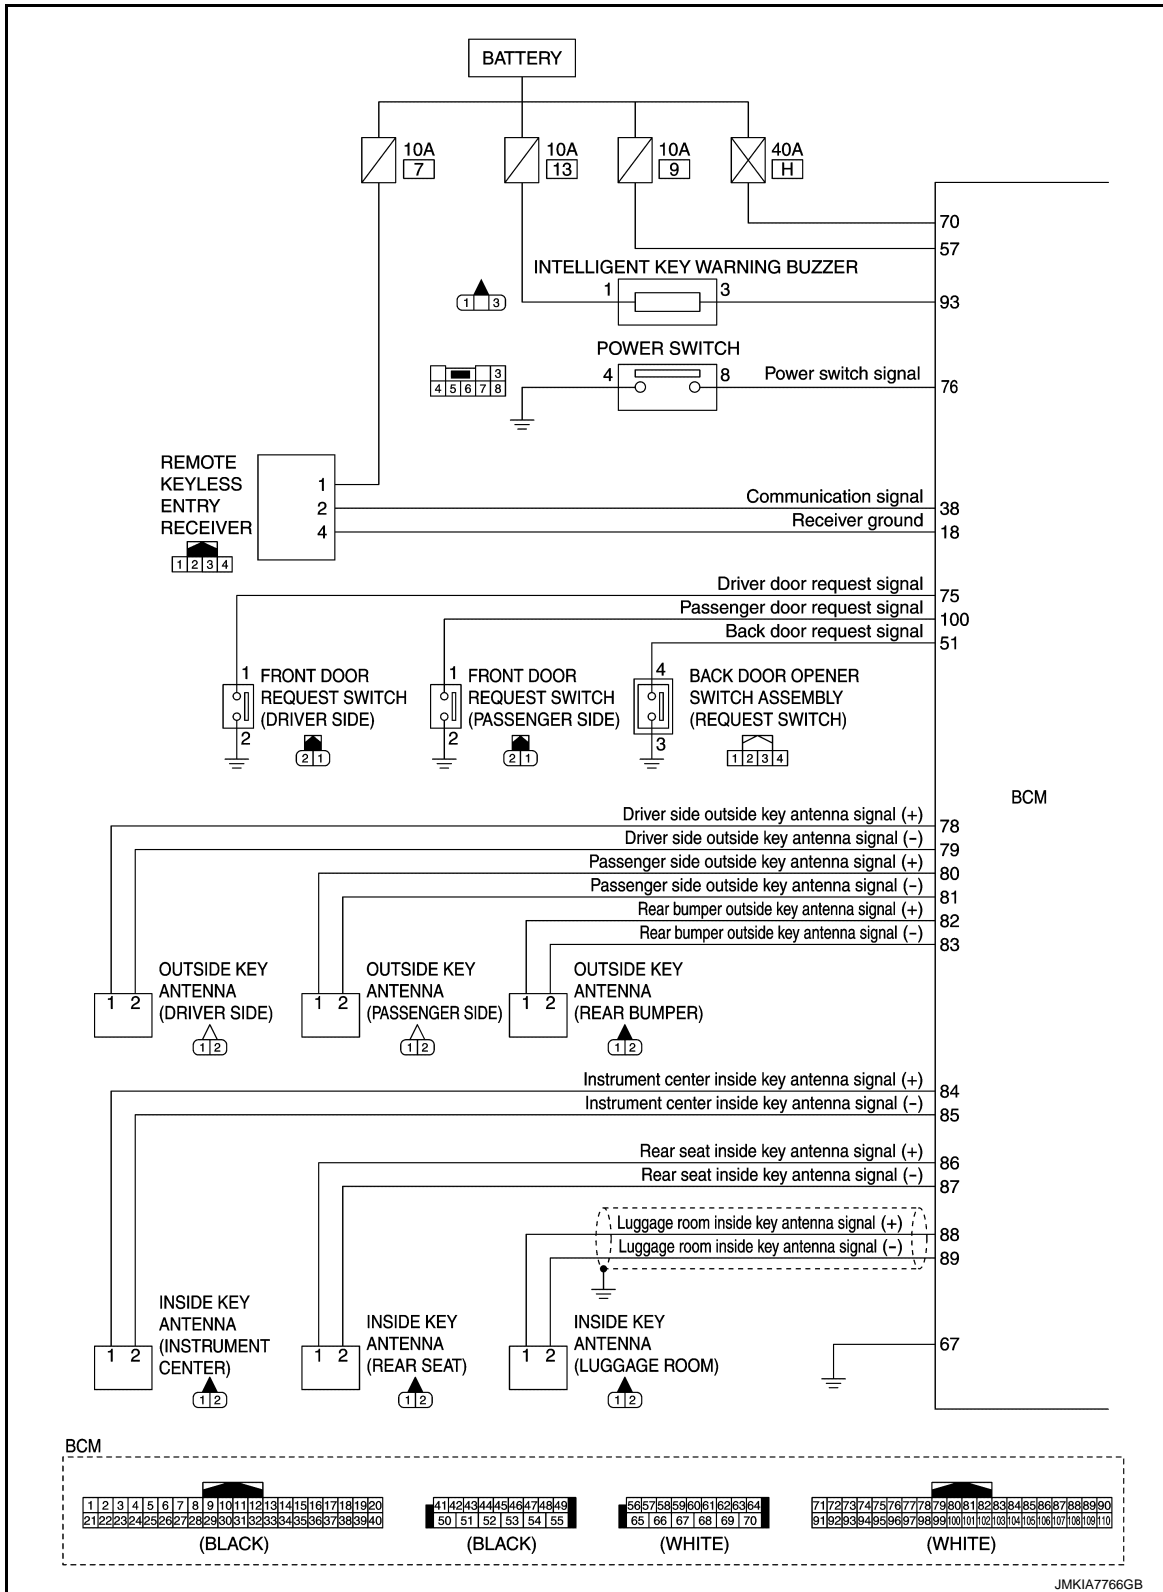 BATTERY
10A
7
10A
13
10A
9
40A
H
70
57
INTELLIGENT KEY WARNING BUZZER
1 3
93
1 3
POWER SWITCH
4 8
Power switch signal
76
3
4 5 6 7 8
REMOTE
KEYLESS
ENTRY
RECEIVER
1
2
4
1 2 3 4
Communication signal
38
Receiver ground
18
Driver door request signal
75
Passenger door request signal
100
Back door request signal
51
1
2
FRONT DOOR
REQUEST SWITCH
(DRIVER SIDE)
2 1
1
2
FRONT DOOR
REQUEST SWITCH
(PASSENGER SIDE)
2 1
4
3
BACK DOOR OPENER
SWITCH ASSEMBLY
(REQUEST SWITCH)
1 2 3 4
BCM
Driver side outside key antenna signal (+)
78
Driver side outside key antenna signal (−)
79
Passenger side outside key antenna signal (+)
80
Passenger side outside key antenna signal (−)
81
Rear bumper outside key antenna signal (+)
82
Rear bumper outside key antenna signal (−)
83
1 2
OUTSIDE KEY
ANTENNA
(DRIVER SIDE)
1 2
1 2
OUTSIDE KEY
ANTENNA
(PASSENGER SIDE)
1 2
1 2
OUTSIDE KEY
ANTENNA
(REAR BUMPER)
1 2
Instrument center inside key antenna signal (+)
84
Instrument center inside key antenna signal (−)
85
Rear seat inside key antenna signal (+)
86
Rear seat inside key antenna signal (−)
87
Luggage room inside key antenna signal (+)
88
Luggage room inside key antenna signal (−)
89
1 2
INSIDE KEY
ANTENNA
(INSTRUMENT
CENTER)
1 2
1 2
INSIDE KEY
ANTENNA
(REAR SEAT)
1 2
1 2
INSIDE KEY
ANTENNA
(LUGGAGE ROOM)
1 2
67
BCM
1 2 3 4 5 6 7 8 9 10 11 12 13 14 15 16 17 18 19 20
21 22 23 24 25 26 27 28 29 30 31 32 33 34 35 36 37 38 39 40
(BLACK)
41 42 43 44 45 46 47 48 49
50 51 52 53 54 55
(BLACK)
56 57 58 59 60 61 62 63 64
65 66 67 68 69 70
(WHITE)
71 72 73 74 75 76 77 78 79 80 81 82 83 84 85 86 87 88 89 90
91 92 93 94 95 96 97 98 99 100 101 102 103 104 105 106 107 108 109 110
(WHITE)
JMKIA7766GB